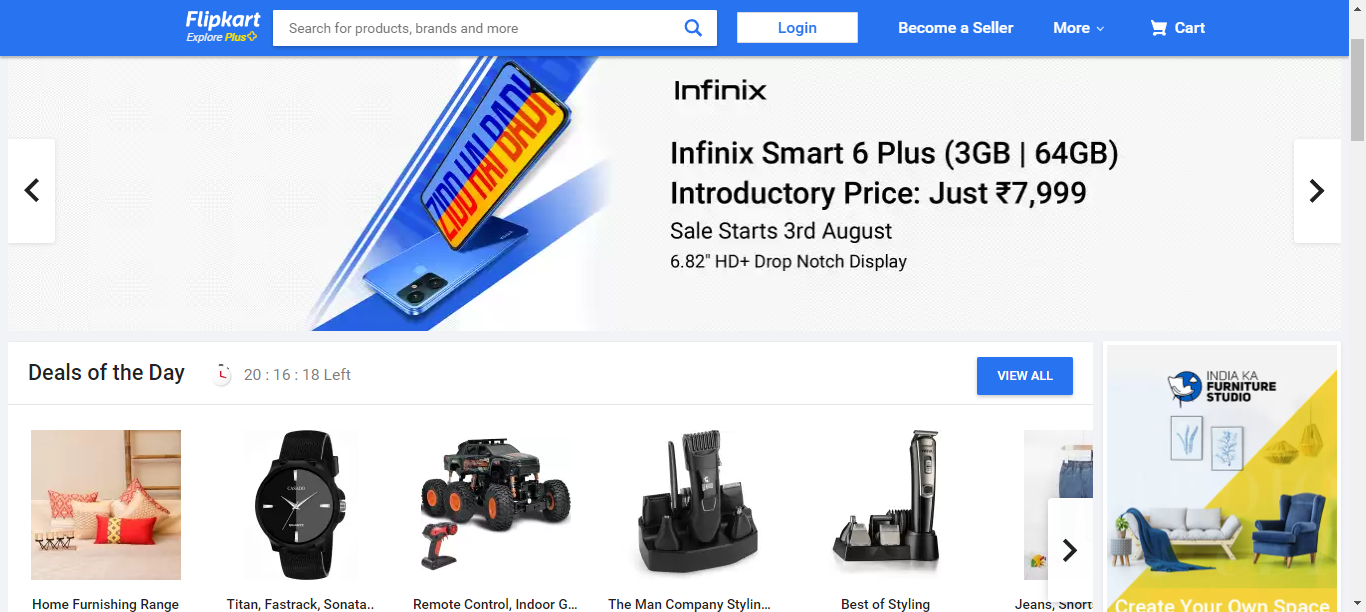 Flipkart
Explore Plus
Search for products, brands and more
Login
Become a Seller
More
Cart
ZIDD HAI BADI
Infinix
Infinix Smart 6 Plus (3GB | 64GB)
Introductory Price: Just ₹7,999
Sale Starts 3rd August
6.82" HD+ Drop Notch Display
Deals of the Day
20 : 16 : 18 Left
VIEW ALL
INDIA KA
FURNITURE
STUDIO
CASADO
Home Furnishing Range
Titan, Fastrack, Sonata..
Remote Control, Indoor G...
The Man Company Stylin...
Best of Styling
Jeans, Shorts
Create Your Own Space